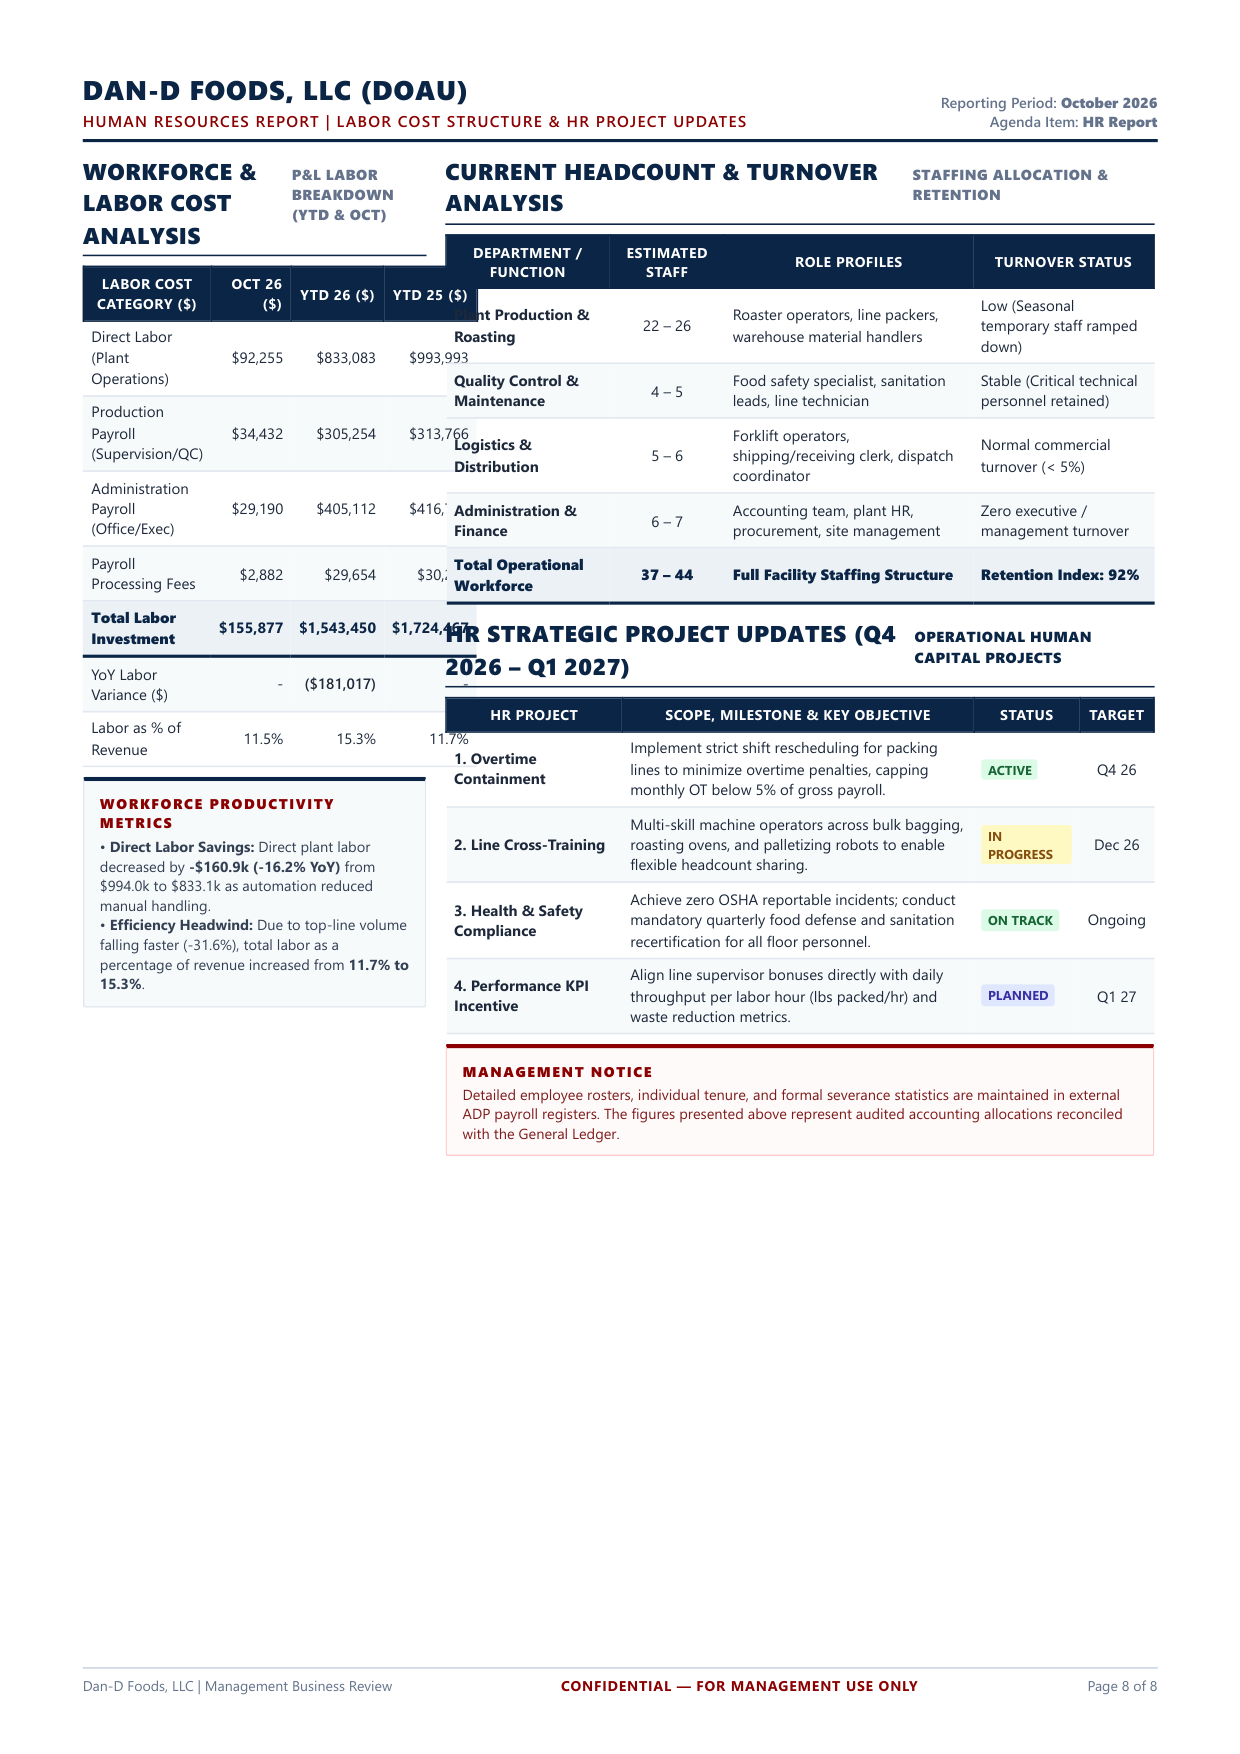 DAN-D FOODS, LLC (DOAU)
HUMAN RESOURCES REPORT | LABOR COST STRUCTURE & HR PROJECT UPDATES
Reporting Period: October 2026
Agenda Item: HR Report
WORKFORCE &
LABOR COST
ANALYSIS
P&L LABOR
BREAKDOWN
(YTD & OCT)
LABOR COST
CATEGORY ($)
OCT 26
($)
YTD 26 ($)
YTD 25 ($)
Direct Labor
(Plant
Operations)
$92,255
$833,083
$993,993
Production
Payroll
(Supervision/QC)
$34,432
$305,254
$313,766
Administration
Payroll
(Office/Exec)
$29,190
$405,112
Payroll
Processing Fees
$2,882
$29,654
Total Labor
Investment
$155,877
$1,543,450
$1,724,467
YoY Labor
Variance ($)
-
($181,017)
-
Labor as % of
Revenue
11.5%
15.3%
11.7%
WORKFORCE PRODUCTIVITY
METRICS
• Direct Labor Savings: Direct plant labor
decreased by -$160.9k (-16.2% YoY) from
$994.0k to $833.1k as automation reduced
manual handling.
• Efficiency Headwind: Due to top-line volume
falling faster (-31.6%), total labor as a
percentage of revenue increased from 11.7% to
15.3%.
CURRENT HEADCOUNT & TURNOVER
ANALYSIS
STAFFING ALLOCATION &
RETENTION
DEPARTMENT /
FUNCTION
ESTIMATED
STAFF
ROLE PROFILES
TURNOVER STATUS
Plant Production &
Roasting
22 – 26
Roaster operators, line packers,
warehouse material handlers
Low (Seasonal
temporary staff ramped
down)
Quality Control &
Maintenance
4 – 5
Food safety specialist, sanitation
leads, line technician
Stable (Critical technical
personnel retained)
Logistics &
Distribution
5 – 6
Forklift operators,
shipping/receiving clerk, dispatch
coordinator
Normal commercial
turnover (< 5%)
Administration &
Finance
6 – 7
Accounting team, plant HR,
procurement, site management
Zero executive /
management turnover
Total Operational
Workforce
37 – 44
Full Facility Staffing Structure
Retention Index: 92%
HR STRATEGIC PROJECT UPDATES (Q4
2026 – Q1 2027)
OPERATIONAL HUMAN
CAPITAL PROJECTS
HR PROJECT
SCOPE, MILESTONE & KEY OBJECTIVE
STATUS
TARGET
1. Overtime
Containment
Implement strict shift rescheduling for packing
lines to minimize overtime penalties, capping
monthly OT below 5% of gross payroll.
ACTIVE
Q4 26
2. Line Cross-Training
Multi-skill machine operators across bulk bagging,
roasting ovens, and palletizing robots to enable
flexible headcount sharing.
IN
PROGRESS
Dec 26
3. Health & Safety
Compliance
Achieve zero OSHA reportable incidents; conduct
mandatory quarterly food defense and sanitation
recertification for all floor personnel.
ON TRACK
Ongoing
4. Performance KPI
Incentive
Align line supervisor bonuses directly with daily
throughput per labor hour (lbs packed/hr) and
waste reduction metrics.
PLANNED
Q1 27
MANAGEMENT NOTICE
Detailed employee rosters, individual tenure, and formal severance statistics are maintained in external
ADP payroll registers. The figures presented above represent audited accounting allocations reconciled
with the General Ledger.
Dan-D Foods, LLC | Management Business Review
CONFIDENTIAL — FOR MANAGEMENT USE ONLY
Page 8 of 8